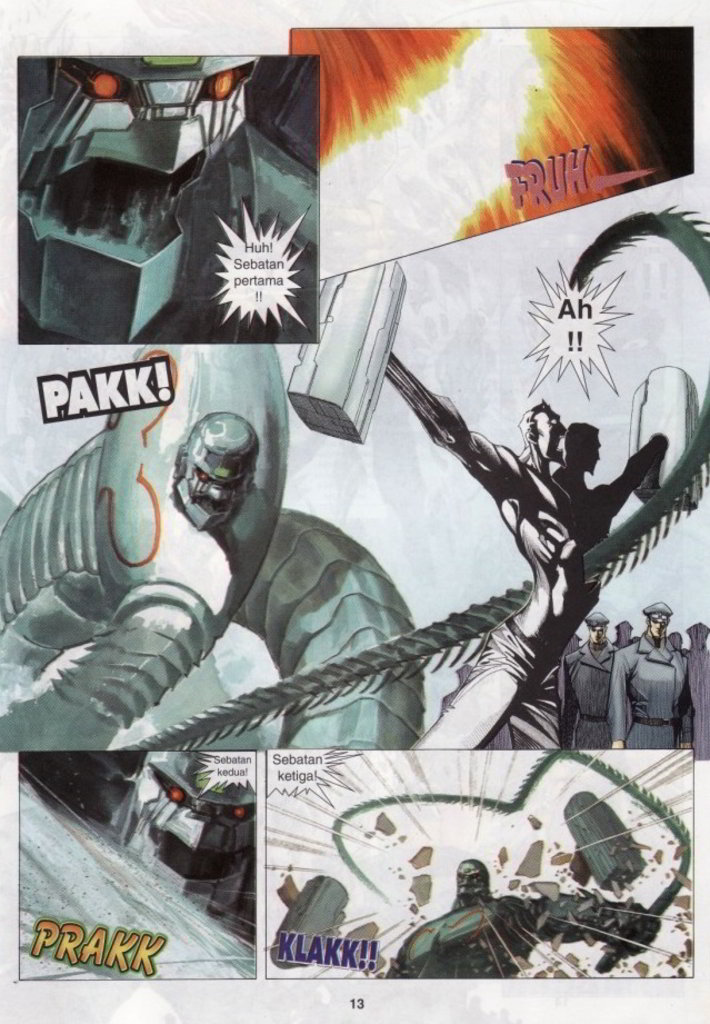 FRUH
Huh!
Sebatan
pertama
!!
Ah
!!
PAKK!
Sebatan
kedua!
PRAKK
Sebatan
ketiga!
KLAKK!!
13